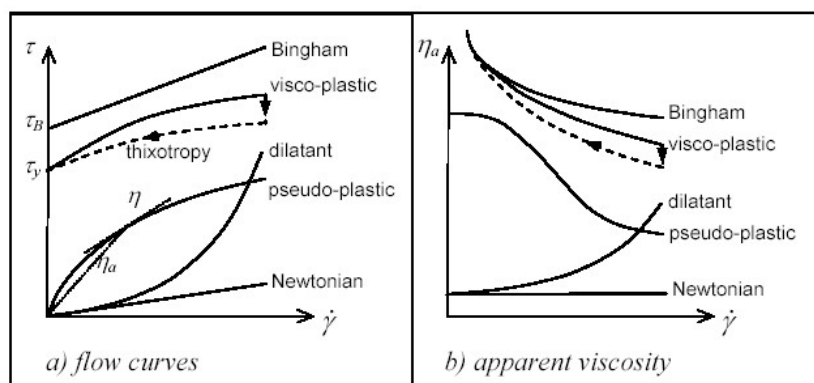 τ
Bingham
visco-plastic
τB
thixotropy
τy
dilatant
η
pseudo-plastic
ηa
Newtonian
γ̇
a) flow curves
ηa
Bingham
visco-plastic
dilatant
pseudo-plastic
Newtonian
γ̇
b) apparent viscosity